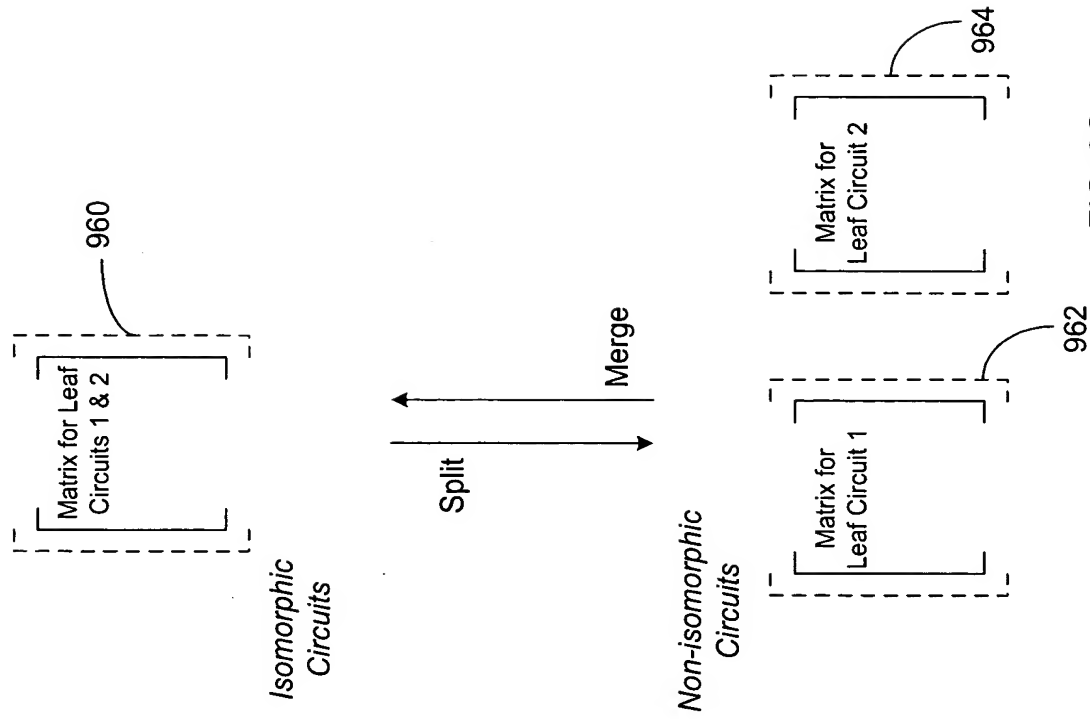 960
Matrix for Leaf
Circuits 1 & 2
Isomorphic
Circuits
Split
Merge
Non-isomorphic
Circuits
Matrix for
Leaf Circuit 1
962
Matrix for
Leaf Circuit 2
964